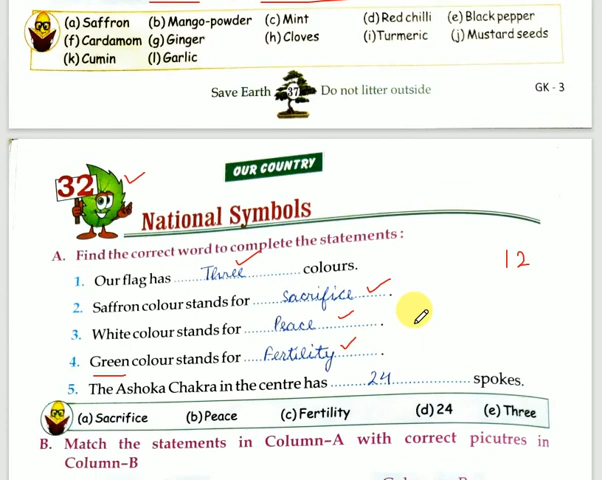 (a) Saffron (b) Mango-powder (c) Mint (d) Red chilli (e) Black pepper
(f) Cardamom (g) Ginger (h) Cloves (i) Turmeric (j) Mustard seeds
(k) Cumin (l) Garlic
Save Earth 37 Do not litter outside GK - 3
OUR COUNTRY
32
National Symbols
A. Find the correct word to complete the statements :
12
1. Our flag has ......Three............ colours.
2. Saffron colour stands for ......Sacrifice....... .
3. White colour stands for ......Peace........... .
4. Green colour stands for ....Fertility.......... .
5. The Ashoka Chakra in the centre has .........24................... spokes.
(a) Sacrifice (b) Peace (c) Fertility (d) 24 (e) Three
B. Match the statements in Column-A with correct picutres in
Column-B